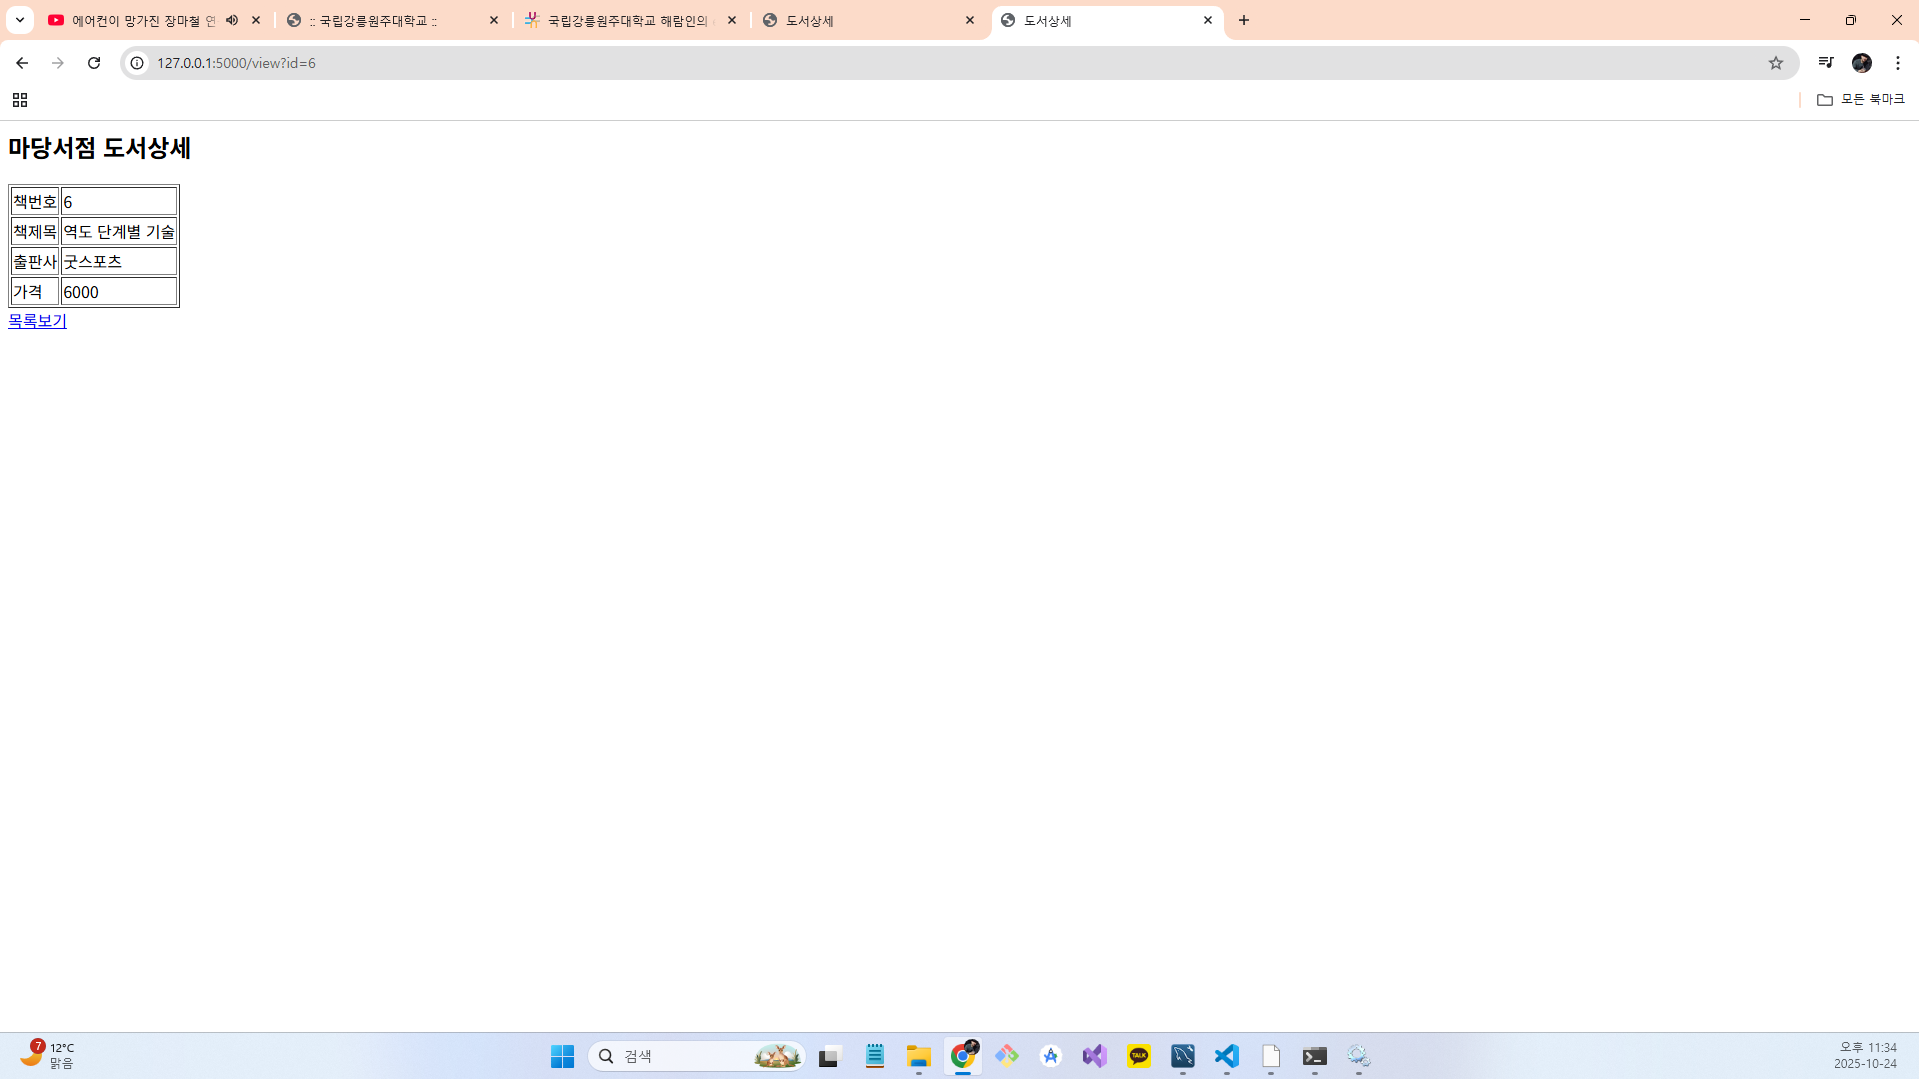 에어컨이 망가진 장마철 연
:: 국립강릉원주대학교 ::
국립강릉원주대학교 해람인의
도서상세
도서상세
127.0.0.1:5000/view?id=6
모든 북마크
마당서점 도서상세
책번호 6
책제목 역도 단계별 기술
출판사 굿스포츠
가격 6000
목록보기
7
12°C
맑음
검색
TALK
오후 11:34
2025-10-24